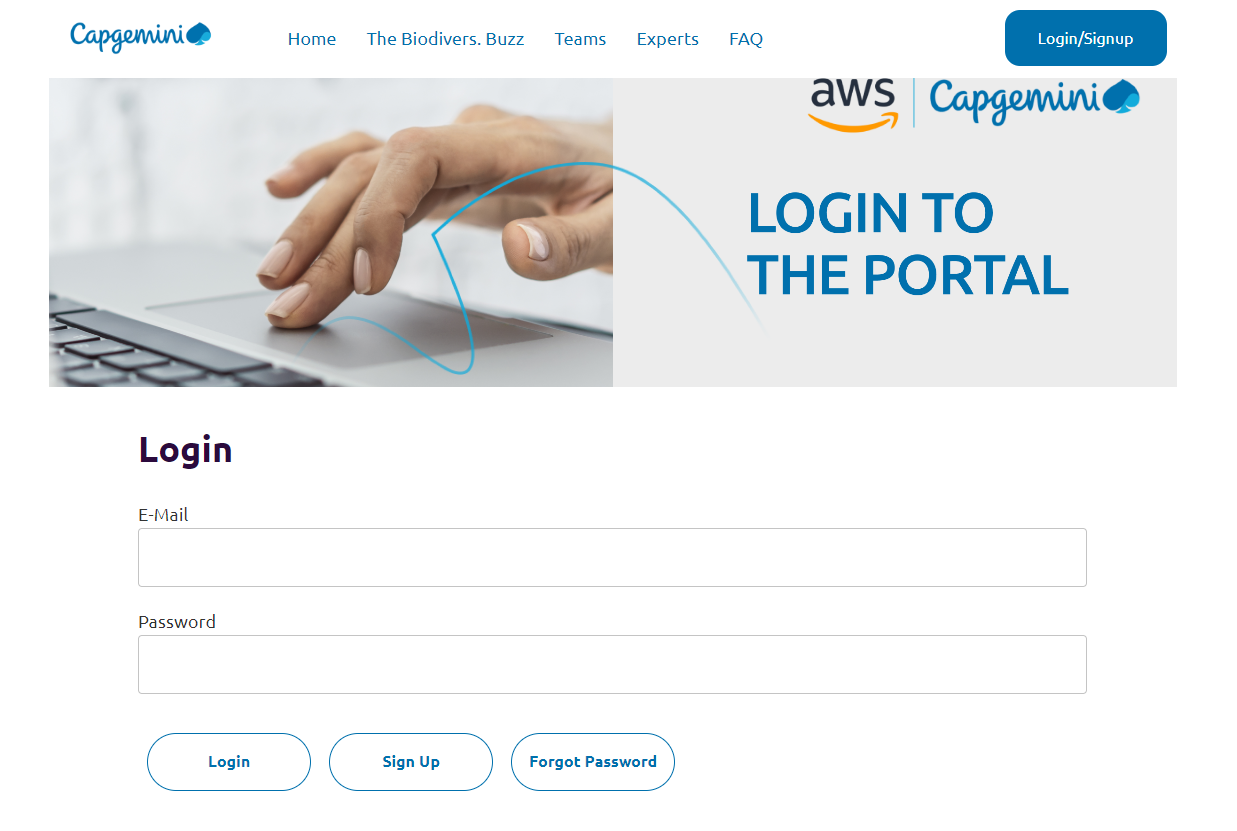 Capgemini
Home
The Biodivers. Buzz
Teams
Experts
FAQ
Login/Signup
aws
Capgemini
LOGIN TO
THE PORTAL
Login
E-Mail
Password
Login
Sign Up
Forgot Password